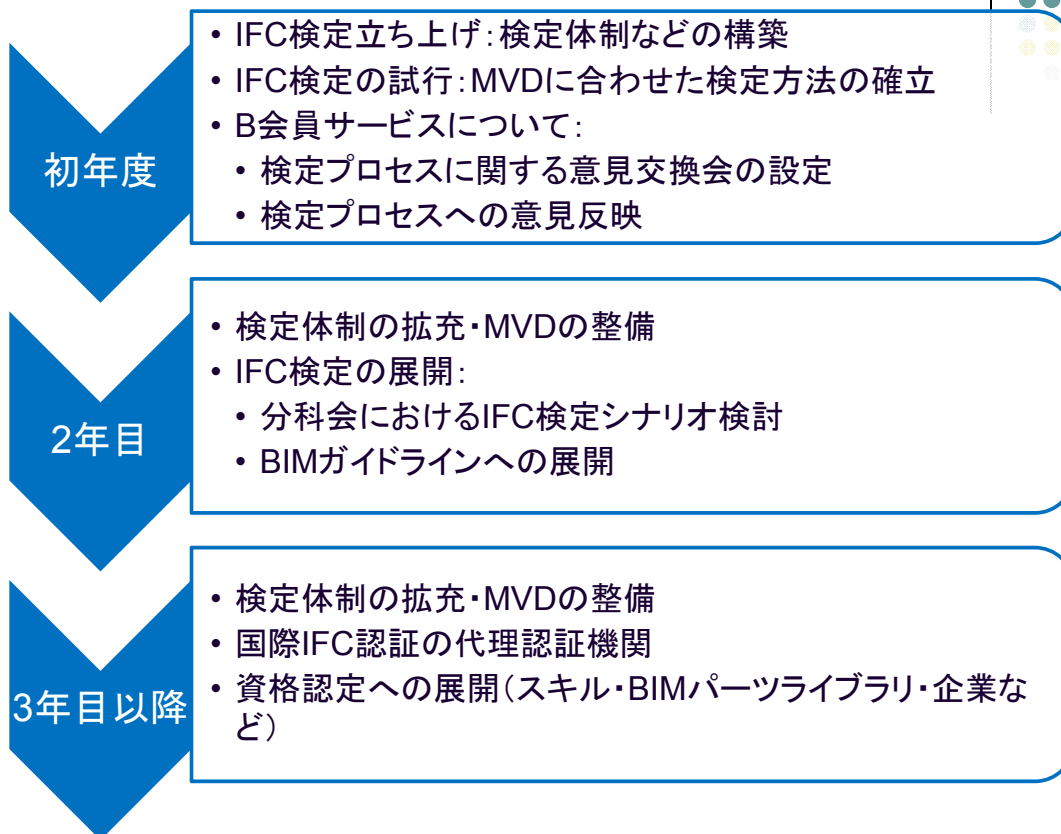 初年度
• IFC検定立ち上げ：検定体制などの構築
• IFC検定の試行：MVDに合わせた検定方法の確立
• B会員サービスについて：
• 検定プロセスに関する意見交換会の設定
• 検定プロセスへの意見反映
2年目
• 検定体制の拡充・MVDの整備
• IFC検定の展開：
• 分科会におけるIFC検定シナリオ検討
• BIMガイドラインへの展開
3年目以降
• 検定体制の拡充・MVDの整備
• 国際IFC認証の代理認証機関
• 資格認定への展開（スキル・BIMパーツライブラリ・企業な
ど）